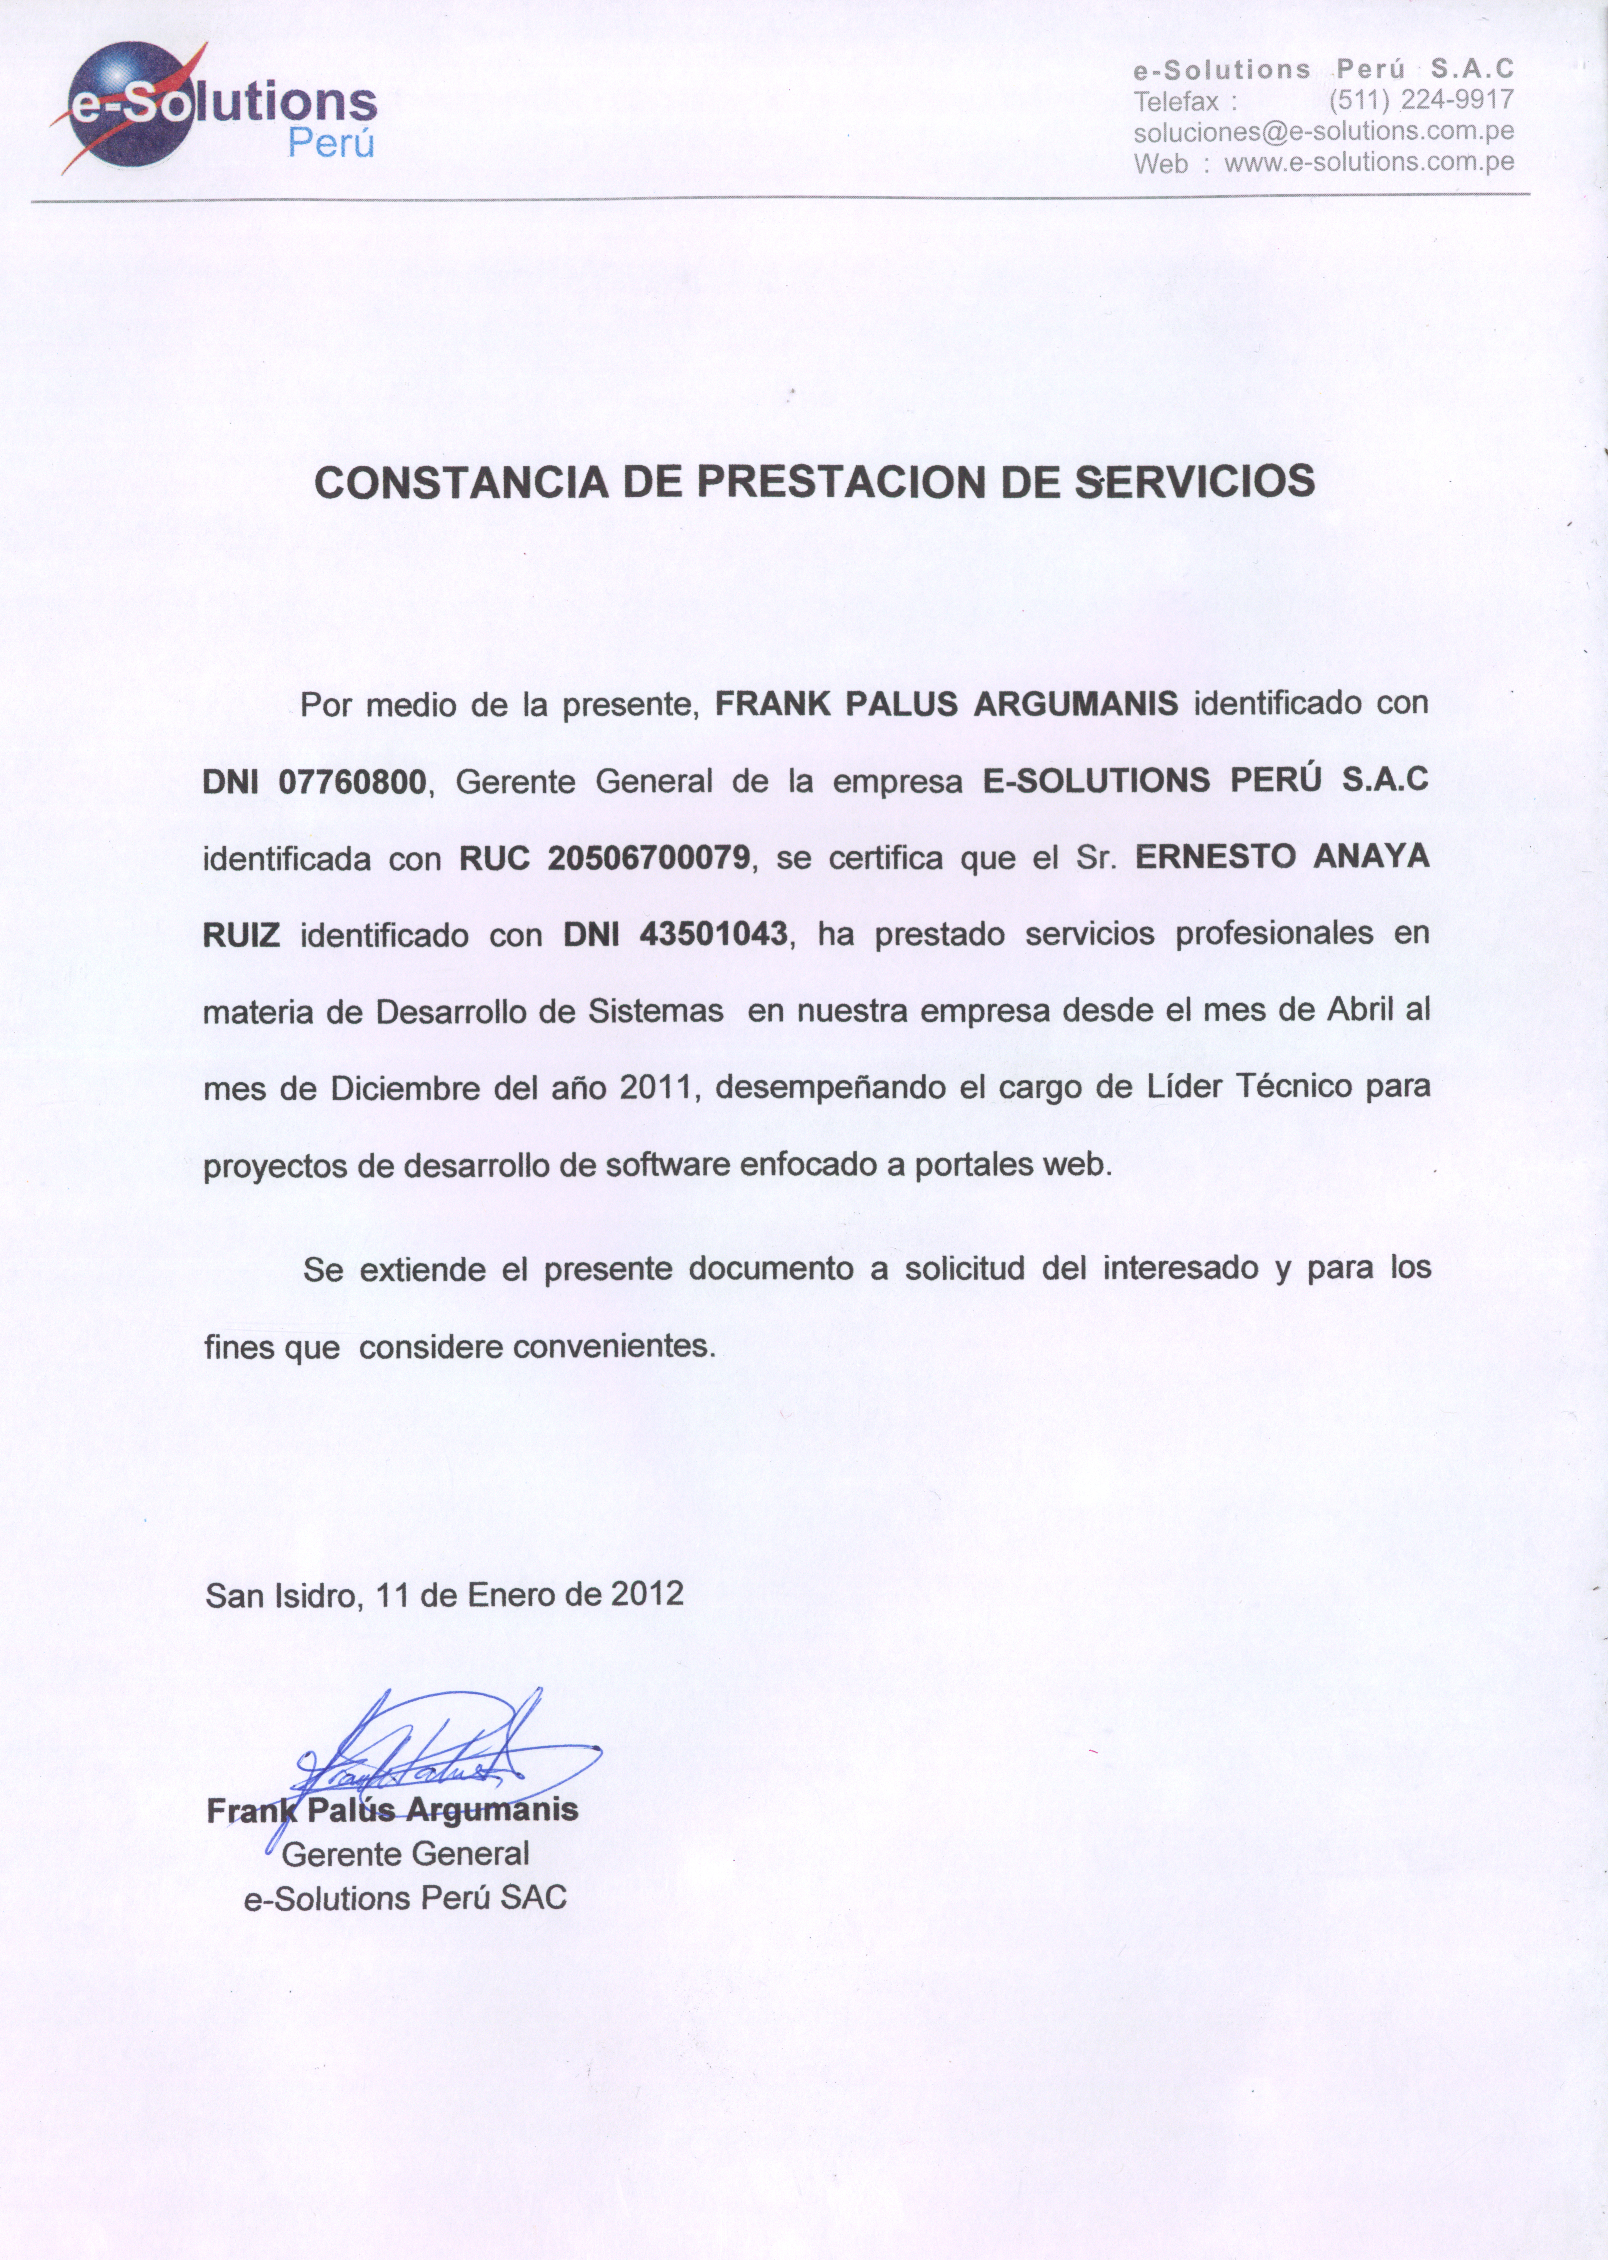 e-Solutions
Perú
e-Solutions Perú S.A.C
Telefax : (511) 224-9917
soluciones@e-solutions.com.pe
Web : www.e-solutions.com.pe
CONSTANCIA DE PRESTACION DE SERVICIOS
Por medio de la presente, FRANK PALUS ARGUMANIS identificado con
DNI 07760800, Gerente General de la empresa E-SOLUTIONS PERÚ S.A.C
identificada con RUC 20506700079, se certifica que el Sr. ERNESTO ANAYA
RUIZ identificado con DNI 43501043, ha prestado servicios profesionales en
materia de Desarrollo de Sistemas en nuestra empresa desde el mes de Abril al
mes de Diciembre del año 2011, desempeñando el cargo de Líder Técnico para
proyectos de desarrollo de software enfocado a portales web.
Se extiende el presente documento a solicitud del interesado y para los
fines que considere convenientes.
San Isidro, 11 de Enero de 2012
Frank Palús Argumanis
Gerente General
e-Solutions Perú SAC